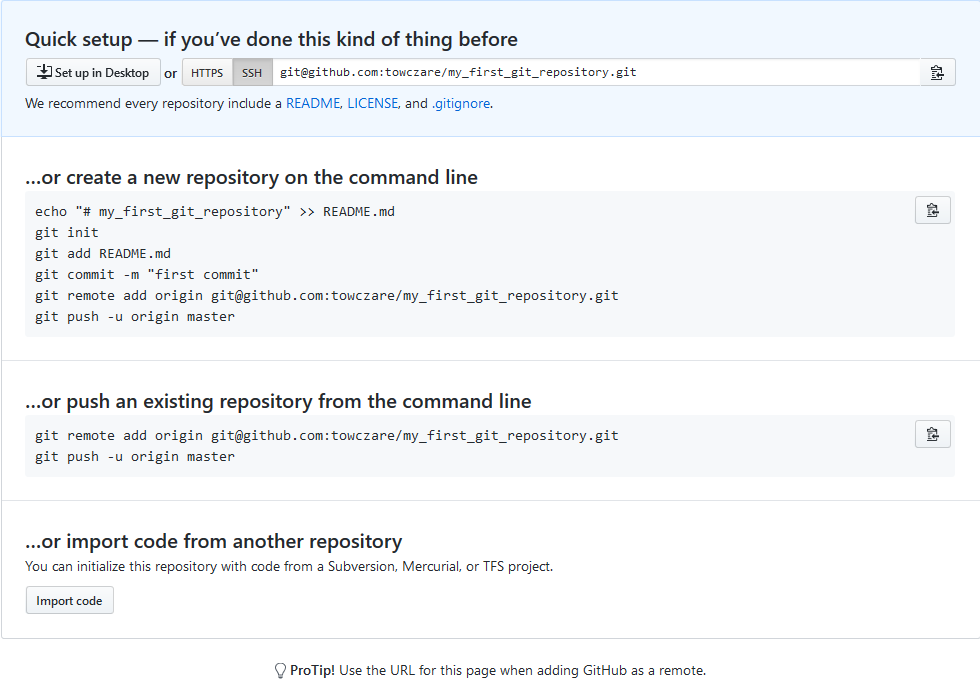 Quick setup — if you’ve done this kind of thing before
Set up in Desktop or HTTPS SSH git@github.com:towczare/my_first_git_repository.git
We recommend every repository include a README, LICENSE, and .gitignore.
…or create a new repository on the command line
echo "# my_first_git_repository" >> README.md
git init
git add README.md
git commit -m "first commit"
git remote add origin git@github.com:towczare/my_first_git_repository.git
git push -u origin master
…or push an existing repository from the command line
git remote add origin git@github.com:towczare/my_first_git_repository.git
git push -u origin master
…or import code from another repository
You can initialize this repository with code from a Subversion, Mercurial, or TFS project.
Import code
ProTip! Use the URL for this page when adding GitHub as a remote.